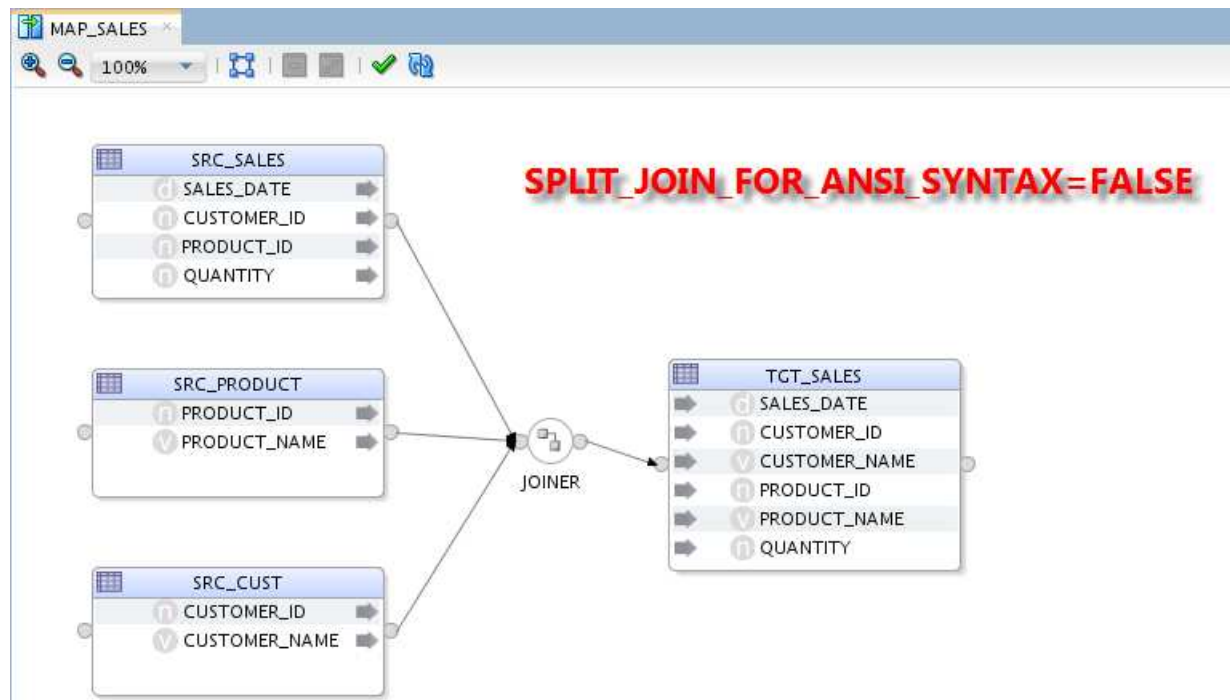 MAP_SALES
100%
SRC_SALES
SPLIT_JOIN_FOR_ANSI_SYNTAX=FALSE
d SALES_DATE
n CUSTOMER_ID
n PRODUCT_ID
n QUANTITY
SRC_PRODUCT
n PRODUCT_ID
v PRODUCT_NAME
JOINER
TGT_SALES
d SALES_DATE
n CUSTOMER_ID
v CUSTOMER_NAME
n PRODUCT_ID
v PRODUCT_NAME
n QUANTITY
SRC_CUST
n CUSTOMER_ID
v CUSTOMER_NAME